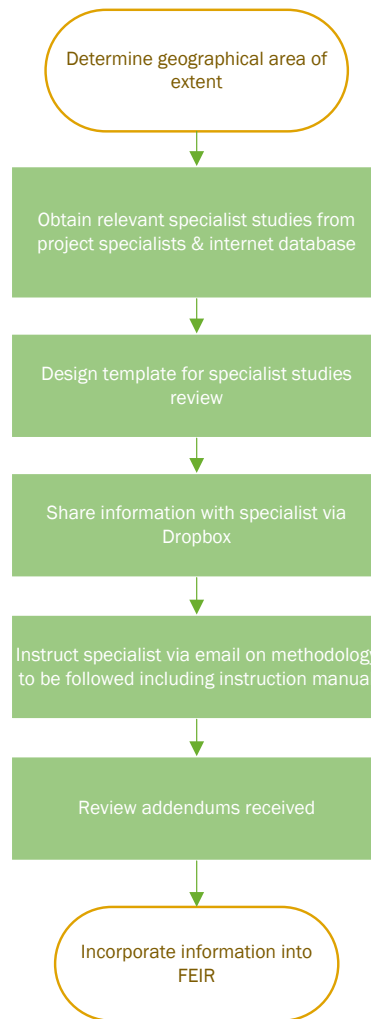 Determine geographical area of
extent
Obtain relevant specialist studies from
project specialists & internet database
Design template for specialist studies
review
Share information with specialist via
Dropbox
Instruct specialist via email on methodology
to be followed including instruction manual
Review addendums received
Incorporate information into
FEIR